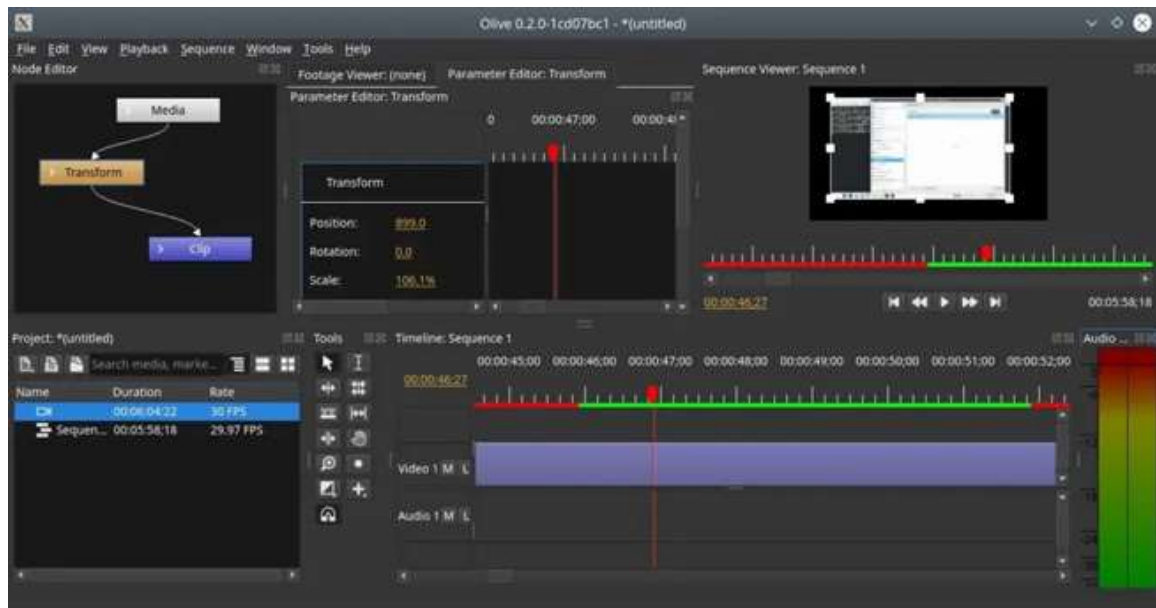 Olive 0.2.0-1cd07bc1 - *(untitled)
File Edit View Playback Sequence Window Tools Help
Node Editor
Media
Transform
Clip
Footage Viewer: (none) Parameter Editor: Transform
Parameter Editor: Transform
0 00:00:47;00
Transform
Position: 899.0
Rotation: 0.0
Scale: 106.1%
Sequence Viewer: Sequence 1
00:00:46;27 00:05:58;18
Project: *(untitled)
Search media, marke...
Name Duration Rate
00:06:04:22 30 FPS
Sequen... 00:05:58;18 29.97 FPS
Tools
Timeline: Sequence 1
00:00:46;27
00:00:45;00 00:00:46;00 00:00:47;00 00:00:48;00 00:00:49;00 00:00:50;00 00:00:51;00 00:00:52;00
Video 1 M L
Audio 1 M L
Audio ...
-12
-18
-24